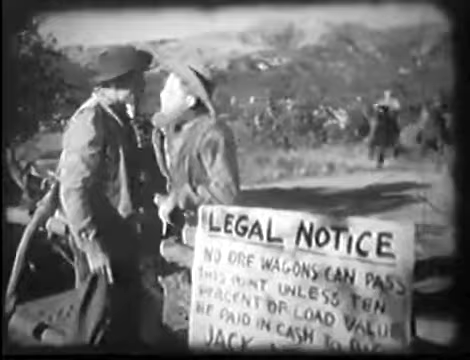 LEGAL NOTICE
NO ORE WAGONS CAN PASS
THIS POINT UNLESS TEN
PERCENT OF LOAD VALUE
BE PAID IN CASH TO
JACK